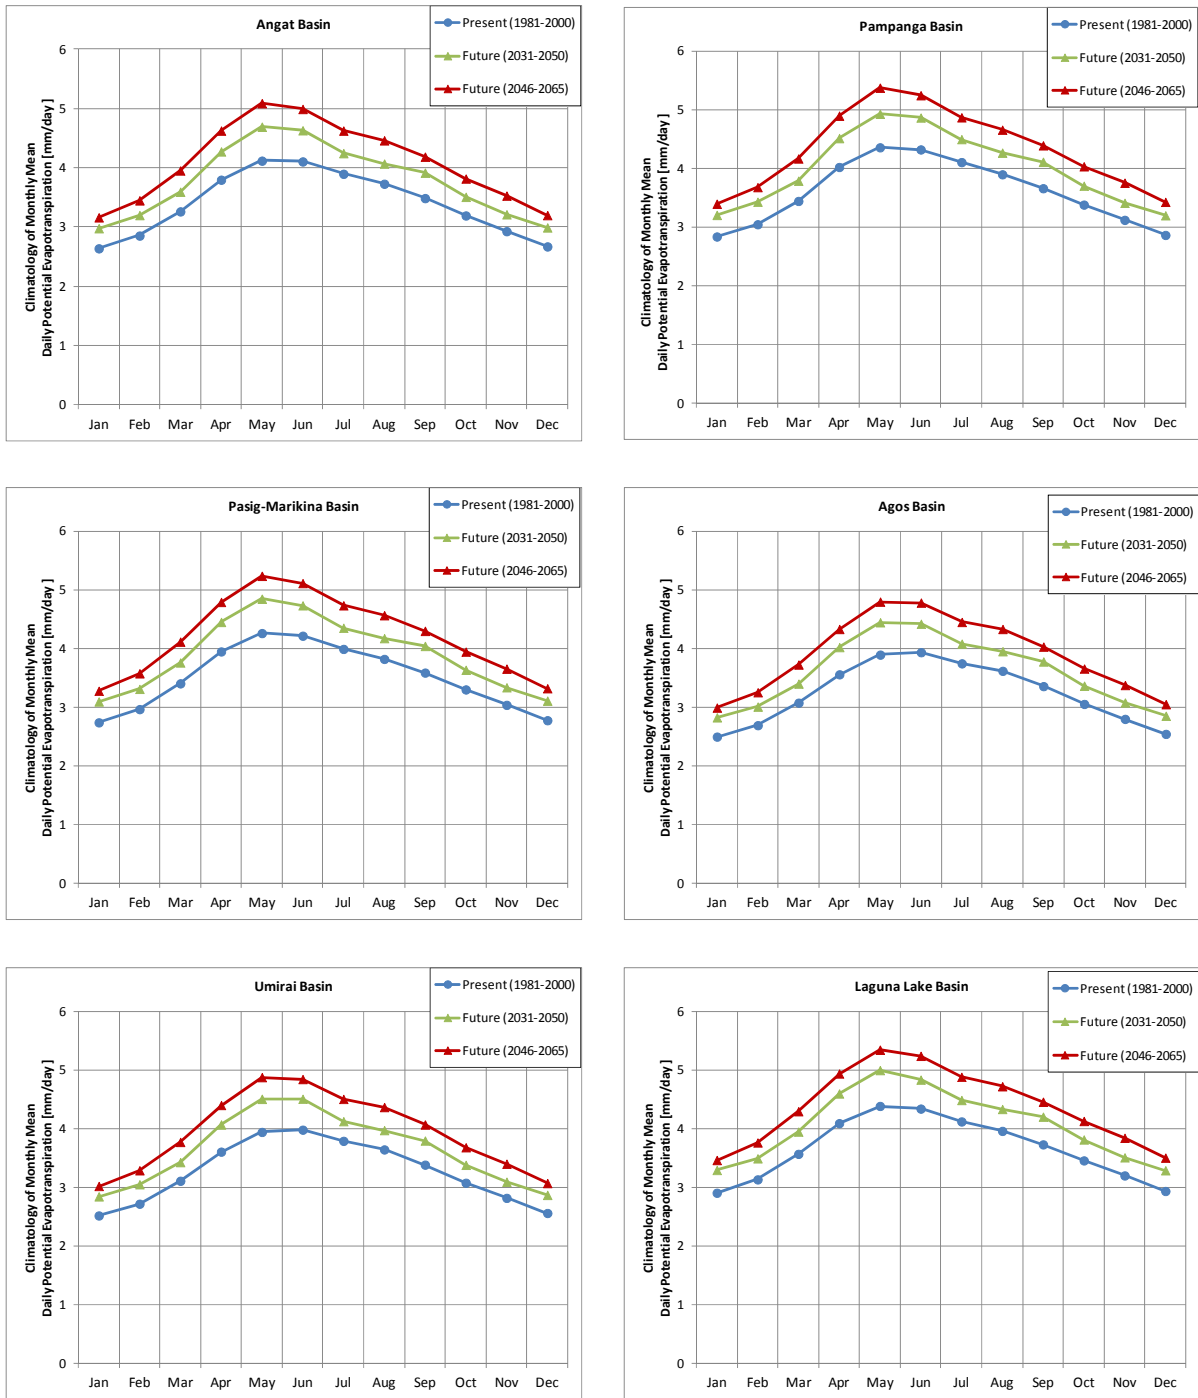 Angat Basin
Present (1981-2000)
Future (2031-2050)
Future (2046-2065)
Climatology of Monthly Mean
Daily Potential Evapotranspiration [mm/day ]
6
5
4
3
2
1
0
Jan Feb Mar Apr May Jun Jul Aug Sep Oct Nov Dec
Pampanga Basin
Present (1981-2000)
Future (2031-2050)
Future (2046-2065)
Climatology of Monthly Mean
Daily Potential Evapotranspiration [mm/day ]
6
5
4
3
2
1
0
Jan Feb Mar Apr May Jun Jul Aug Sep Oct Nov Dec
Pasig-Marikina Basin
Present (1981-2000)
Future (2031-2050)
Future (2046-2065)
Climatology of Monthly Mean
Daily Potential Evapotranspiration [mm/day ]
6
5
4
3
2
1
0
Jan Feb Mar Apr May Jun Jul Aug Sep Oct Nov Dec
Agos Basin
Present (1981-2000)
Future (2031-2050)
Future (2046-2065)
Climatology of Monthly Mean
Daily Potential Evapotranspiration [mm/day ]
6
5
4
3
2
1
0
Jan Feb Mar Apr May Jun Jul Aug Sep Oct Nov Dec
Umirai Basin
Present (1981-2000)
Future (2031-2050)
Future (2046-2065)
Climatology of Monthly Mean
Daily Potential Evapotranspiration [mm/day ]
6
5
4
3
2
1
0
Jan Feb Mar Apr May Jun Jul Aug Sep Oct Nov Dec
Laguna Lake Basin
Present (1981-2000)
Future (2031-2050)
Future (2046-2065)
Climatology of Monthly Mean
Daily Potential Evapotranspiration [mm/day ]
6
5
4
3
2
1
0
Jan Feb Mar Apr May Jun Jul Aug Sep Oct Nov Dec